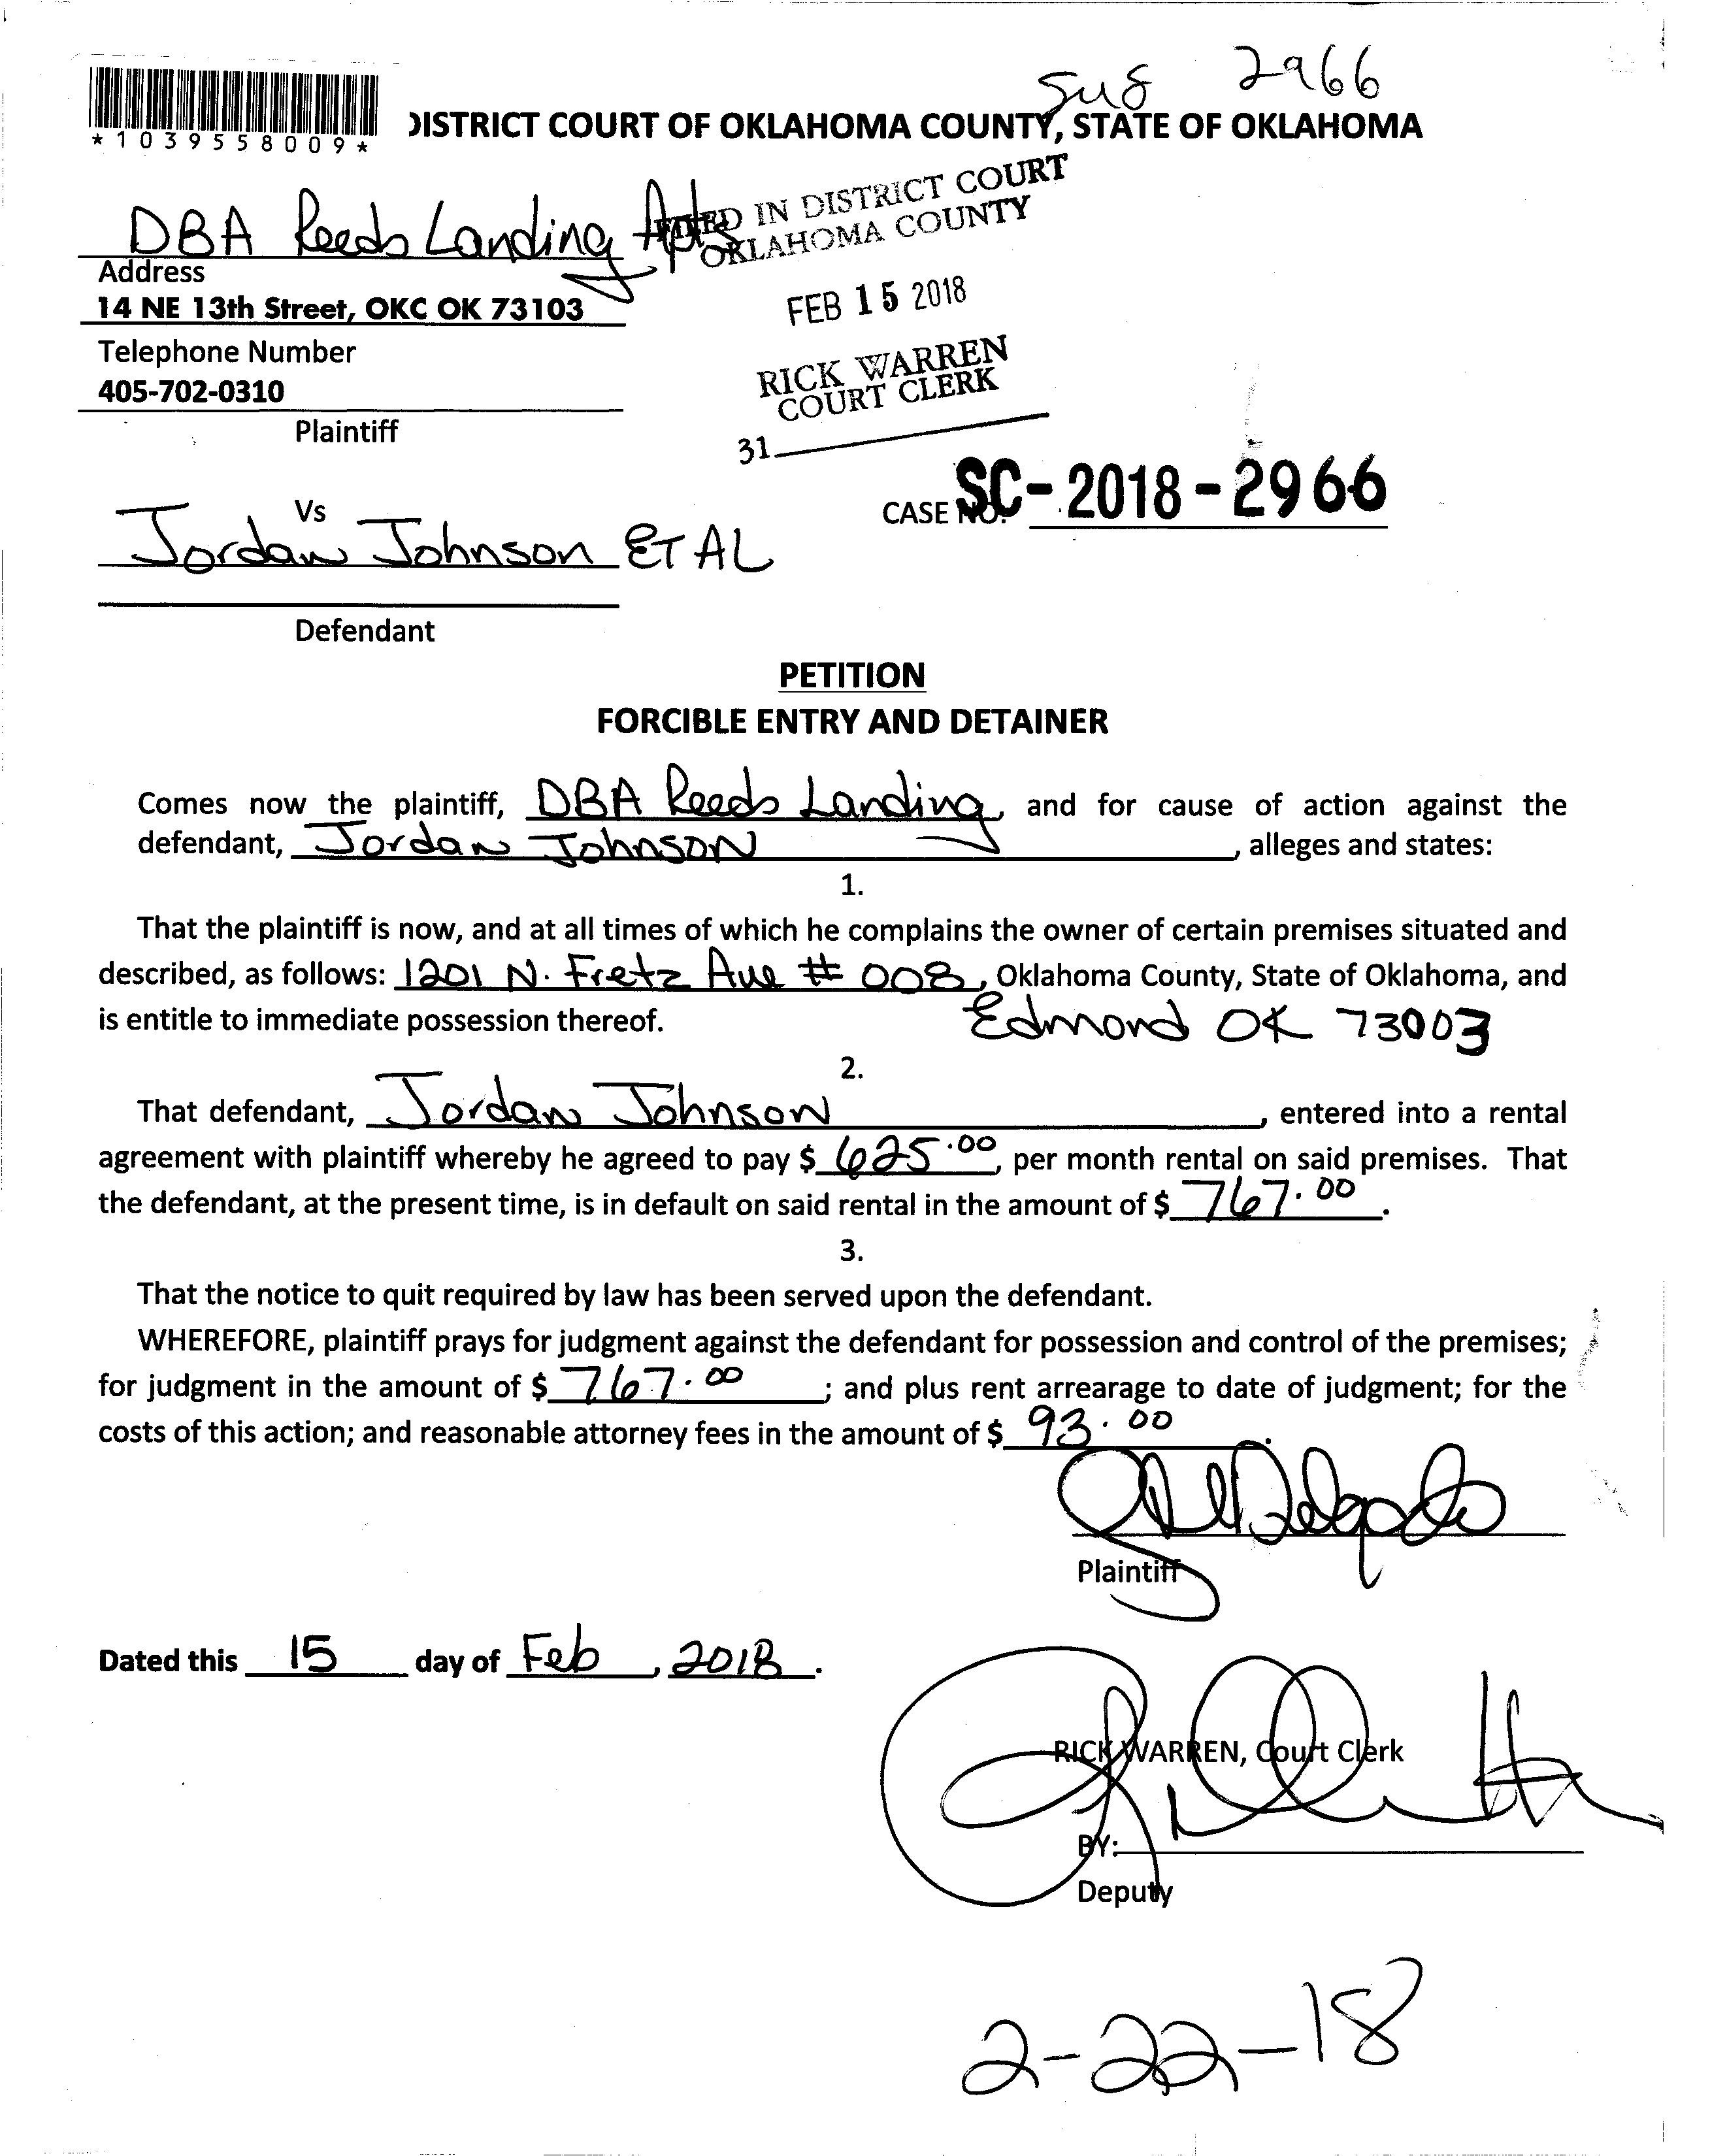 2966
*1039558009*
DISTRICT COURT OF OKLAHOMA COUNTY, STATE OF OKLAHOMA
DBA Reeds Landing Apts
FILED IN DISTRICT COURT
OKLAHOMA COUNTY
Address
14 NE 13th Street, OKC OK 73103
FEB 15 2018
Telephone Number
405-702-0310
RICK WARREN
COURT CLERK
Plaintiff
31
Vs
CASE NO. SC-2018-2966
Jordan Johnson ET AL
Defendant
PETITION
FORCIBLE ENTRY AND DETAINER
Comes now the plaintiff, DBA Reeds Landing, and for cause of action against the
defendant, Jordan Johnson, alleges and states:
1.
That the plaintiff is now, and at all times of which he complains the owner of certain premises situated and
described, as follows: 1201 N. Fretz Ave # 008, Oklahoma County, State of Oklahoma, and
is entitle to immediate possession thereof. Edmond OK 73003
2.
That defendant, Jordan Johnson, entered into a rental
agreement with plaintiff whereby he agreed to pay $ 625.00, per month rental on said premises. That
the defendant, at the present time, is in default on said rental in the amount of $ 767.00.
3.
That the notice to quit required by law has been served upon the defendant.
WHEREFORE, plaintiff prays for judgment against the defendant for possession and control of the premises;
for judgment in the amount of $ 767.00; and plus rent arrearage to date of judgment; for the
costs of this action; and reasonable attorney fees in the amount of $ 93.00.
Delgado
Plaintiff
Dated this 15 day of Feb, 2018.
RICK WARREN, Court Clerk
BY:
Deputy
2-22-18